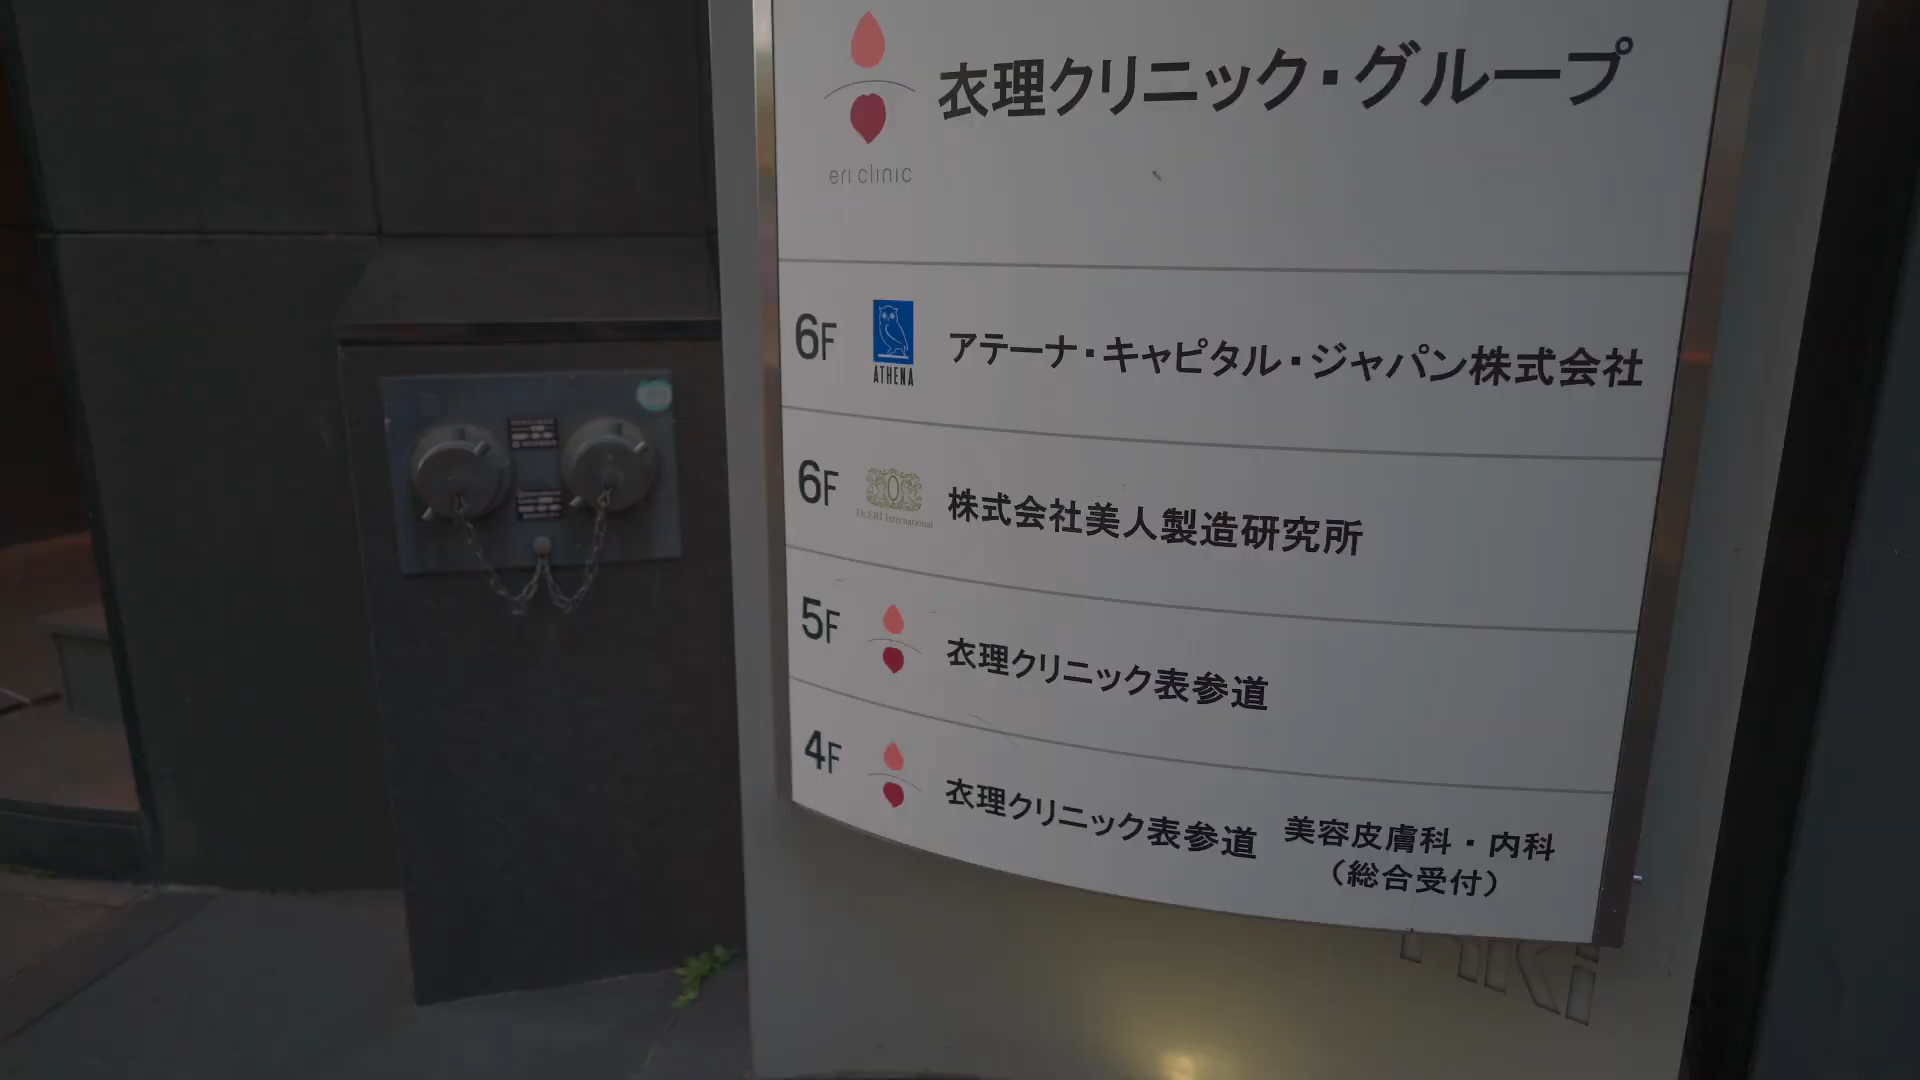 衣理クリニック・グループ
eri clinic
6F ATHENA アテーナ・キャピタル・ジャパン株式会社
6F Dr.ERI International 株式会社美人製造研究所
5F 衣理クリニック表参道
4F 衣理クリニック表参道 美容皮膚科・内科
（総合受付）